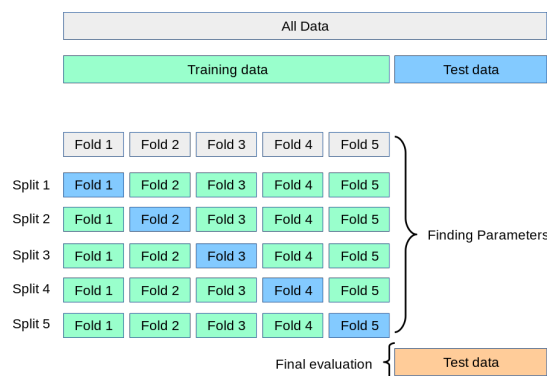 All Data
Training data Test data
Fold 1 Fold 2 Fold 3 Fold 4 Fold 5
Split 1 Fold 1 Fold 2 Fold 3 Fold 4 Fold 5
Split 2 Fold 1 Fold 2 Fold 3 Fold 4 Fold 5
Finding Parameters
Split 3 Fold 1 Fold 2 Fold 3 Fold 4 Fold 5
Split 4 Fold 1 Fold 2 Fold 3 Fold 4 Fold 5
Split 5 Fold 1 Fold 2 Fold 3 Fold 4 Fold 5
Final evaluation Test data